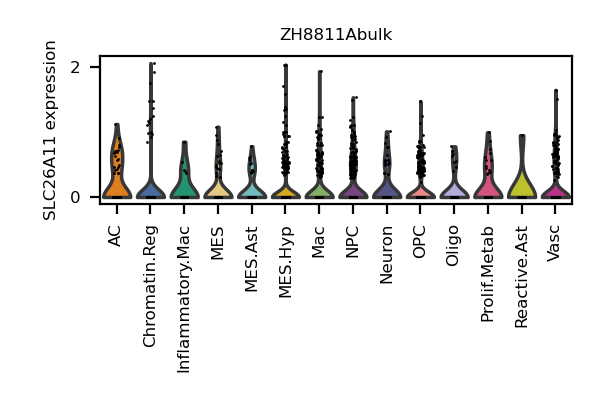 ZH8811Abulk
SLC26A11 expression
2
0
AC
Chromatin.Reg
Inflammatory.Mac
MES
MES.Ast
MES.Hyp
Mac
NPC
Neuron
OPC
Oligo
Prolif.Metab
Reactive.Ast
Vasc